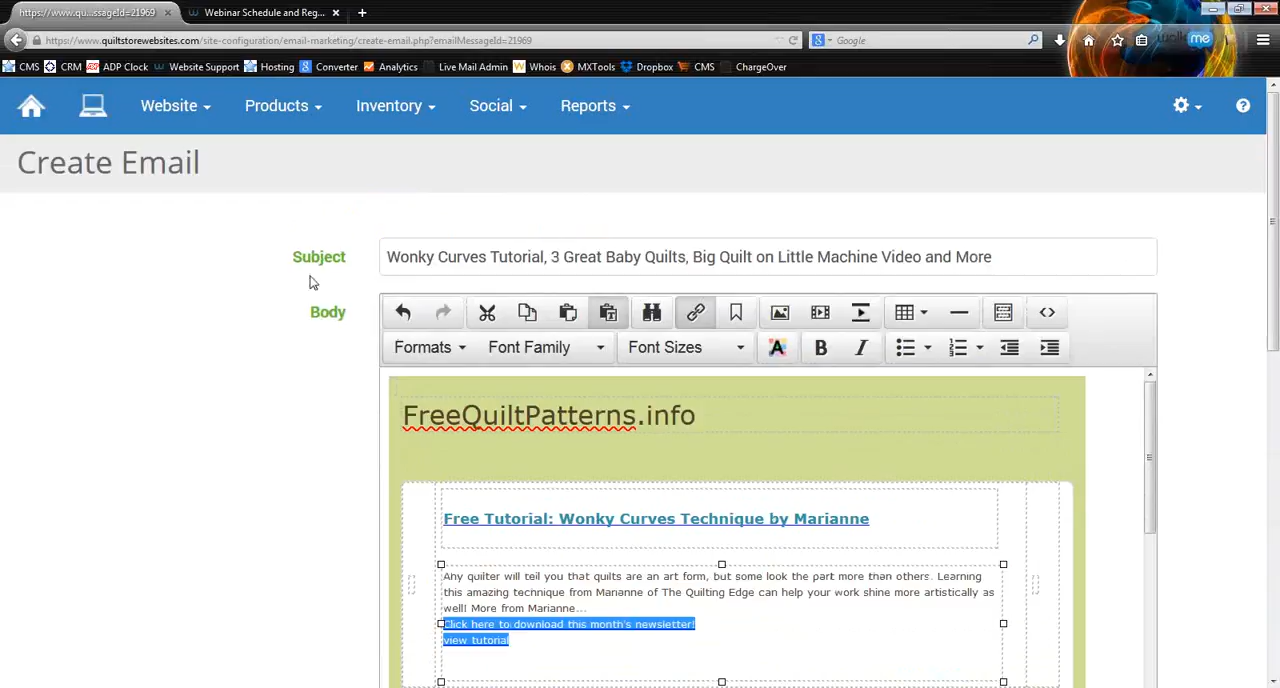 https://www.qu...ssageId=21969
Webinar Schedule and Reg...
https://www.quiltstorewebsites.com/site-configuration/email-marketing/create-email.php?emailMessageId=21969
Google
walk me
CMS CRM ADP Clock Website Support Hosting Converter Analytics Live Mail Admin Whois MXTools Dropbox CMS ChargeOver
Website Products Inventory Social Reports
Create Email
Subject
Wonky Curves Tutorial, 3 Great Baby Quilts, Big Quilt on Little Machine Video and More
Body
Formats Font Family Font Sizes A B I
FreeQuiltPatterns.info
Free Tutorial: Wonky Curves Technique by Marianne
Any quilter will tell you that quilts are an art form, but some look the part more than others. Learning
this amazing technique from Marianne of The Quilting Edge can help your work shine more artistically as
well! More from Marianne...
Click here to download this month's newsletter!
view tutorial